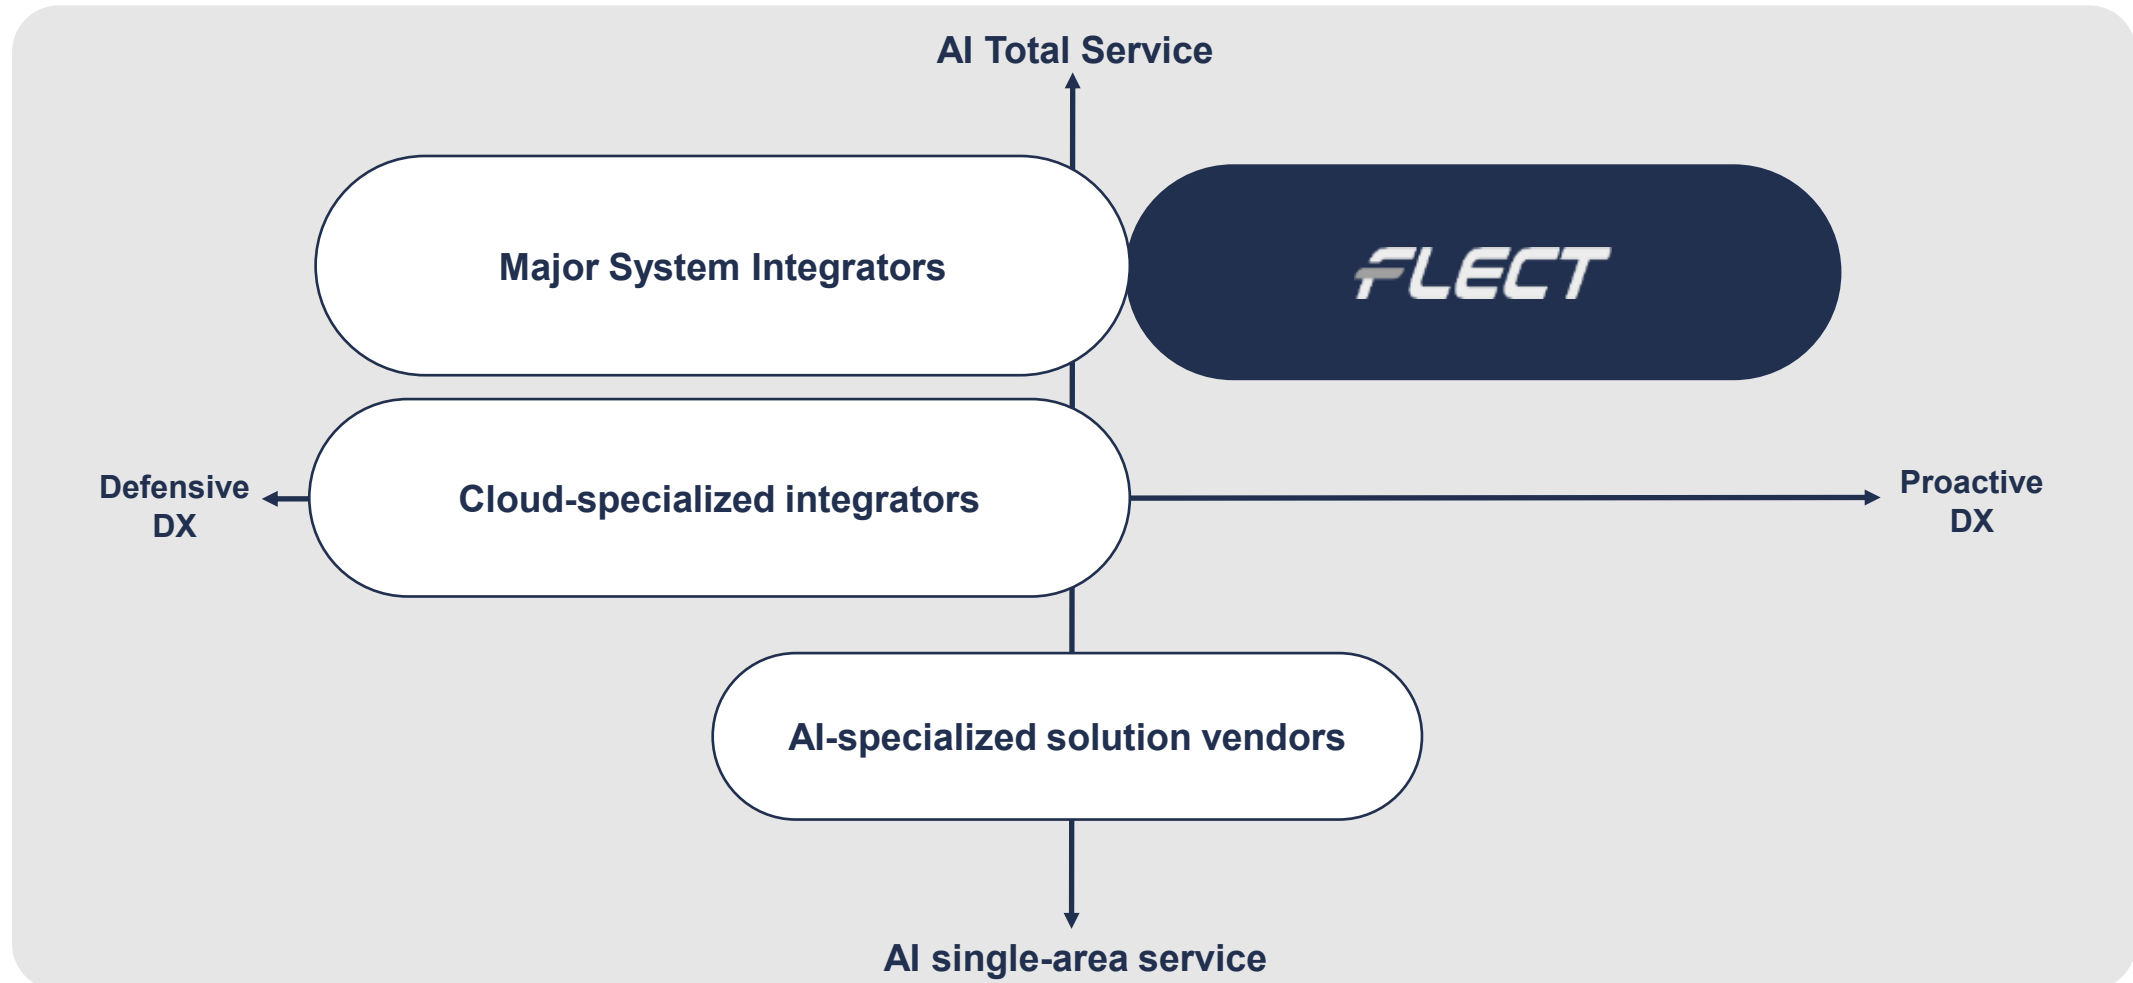 AI Total Service
Major System Integrators
FLECT
Defensive
DX
Cloud-specialized integrators
Proactive
DX
AI-specialized solution vendors
AI single-area service